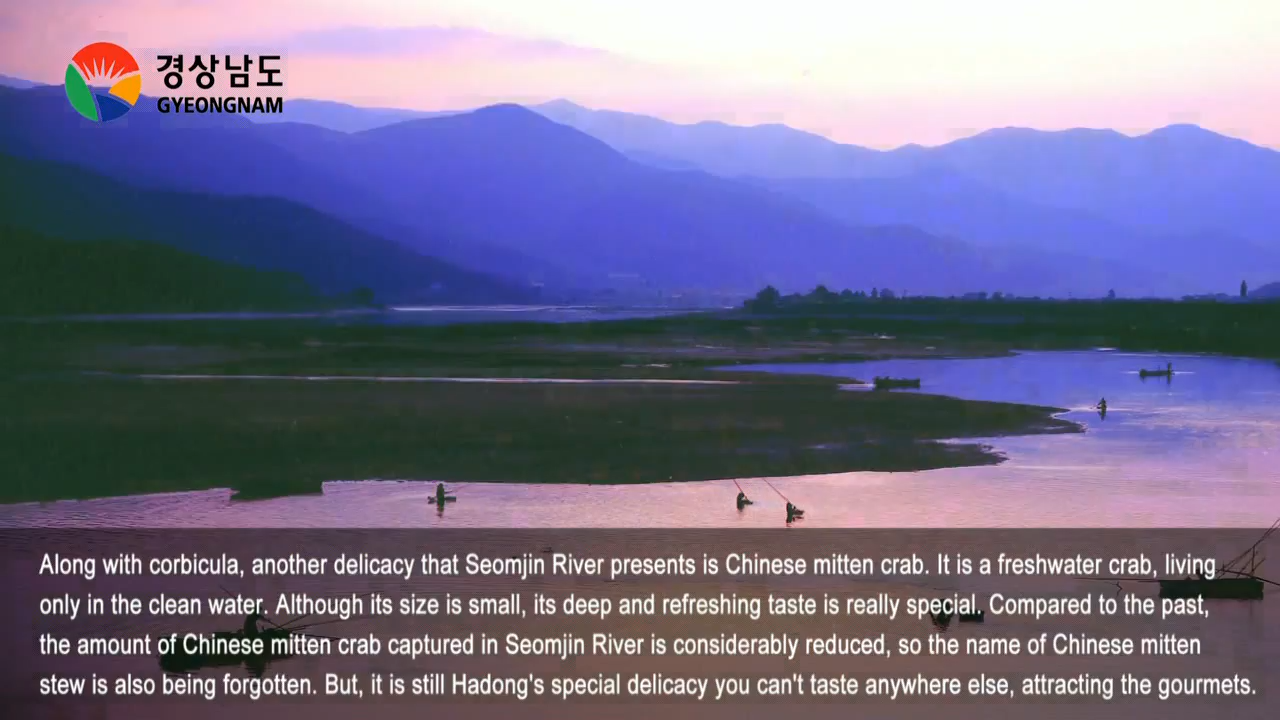 경상남도
GYEONGNAM
Along with corbicula, another delicacy that Seomjin River presents is Chinese mitten crab. It is a freshwater crab, living
only in the clean water. Although its size is small, its deep and refreshing taste is really special. Compared to the past,
the amount of Chinese mitten crab captured in Seomjin River is considerably reduced, so the name of Chinese mitten
stew is also being forgotten. But, it is still Hadong's special delicacy you can't taste anywhere else, attracting the gourmets.